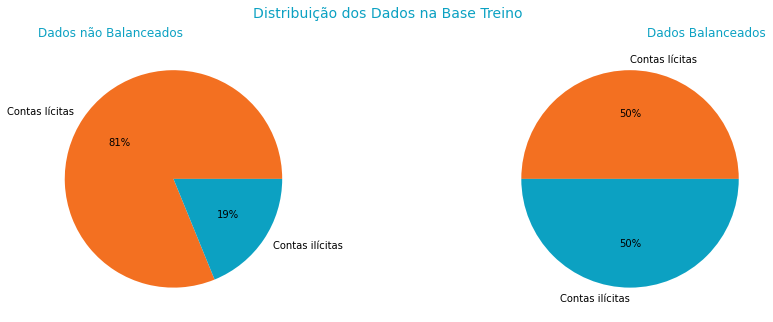 Distribuição dos Dados na Base Treino
Dados não Balanceados
Contas lícitas
81%
19%
Contas ilícitas
Dados Balanceados
Contas lícitas
50%
50%
Contas ilícitas